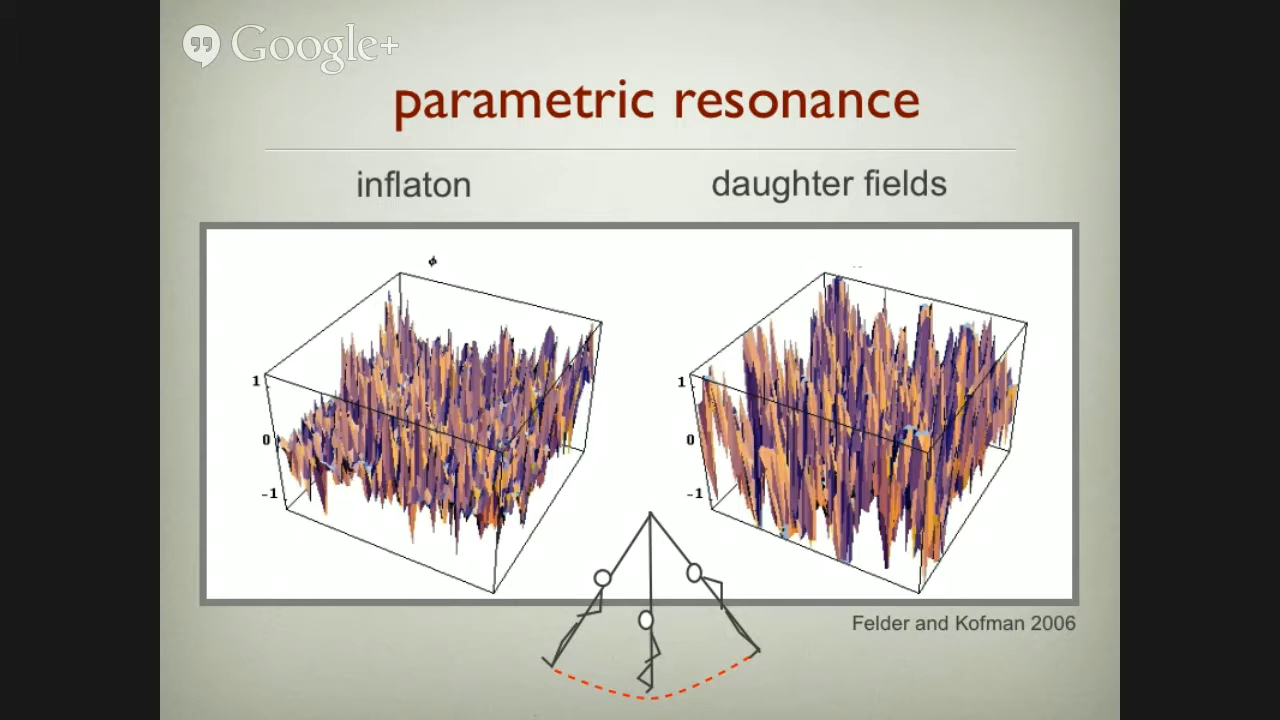 Google+
parametric resonance
inflaton
daughter fields
ϕ
1
0
-1
1
0
-1
Felder and Kofman 2006